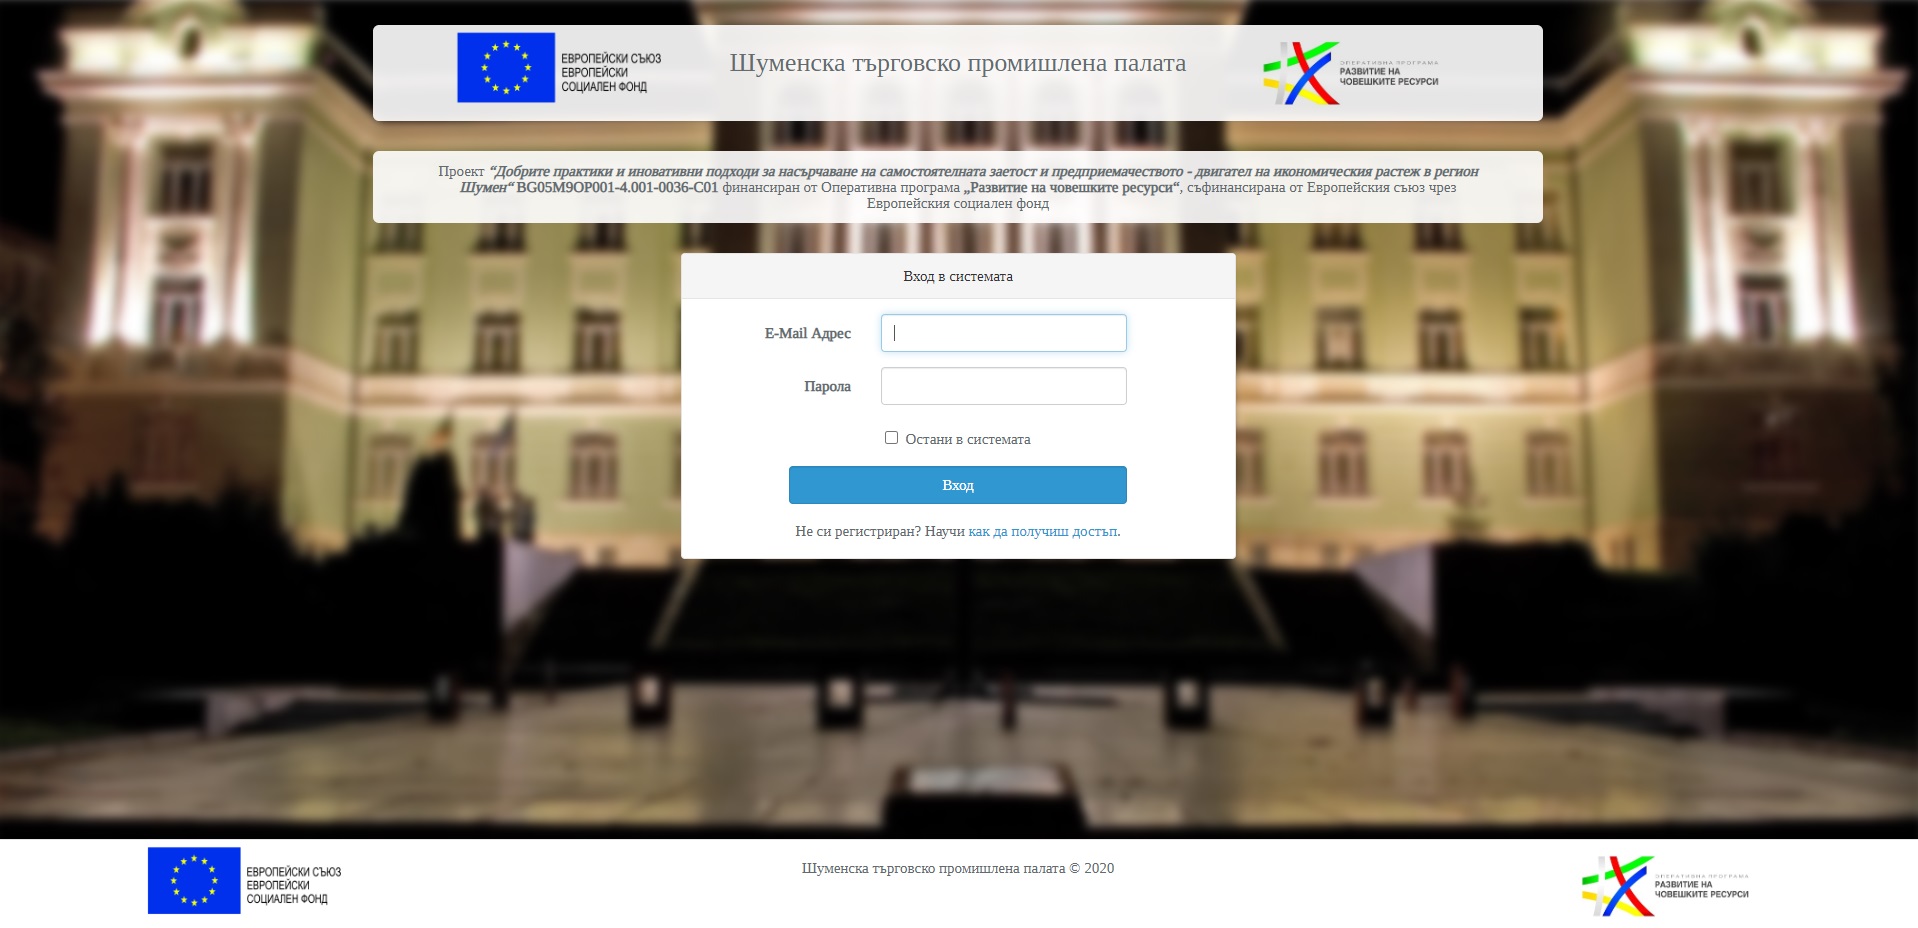 ЕВРОПЕЙСКИ СЪЮЗ
ЕВРОПЕЙСКИ
СОЦИАЛЕН ФОНД
Шуменска търговско промишлена палата
ОПЕРАТИВНА ПРОГРАМА
РАЗВИТИЕ НА
ЧОВЕШКИТЕ РЕСУРСИ
Проект “Добрите практики и иновативни подходи за насърчаване на самостоятелната заетост и предприемачеството - двигател на икономическия растеж в регион
Шумен“ BG05M9OP001-4.001-0036-C01 финансиран от Оперативна програма „Развитие на човешките ресурси“, съфинансирана от Европейския съюз чрез
Европейския социален фонд
Вход в системата
E-Mail Адрес
Парола
Остани в системата
Вход
Не си регистриран? Научи как да получиш достъп.
ЕВРОПЕЙСКИ СЪЮЗ
ЕВРОПЕЙСКИ
СОЦИАЛЕН ФОНД
Шуменска търговско промишлена палата © 2020
ОПЕРАТИВНА ПРОГРАМА
РАЗВИТИЕ НА
ЧОВЕШКИТЕ РЕСУРСИ